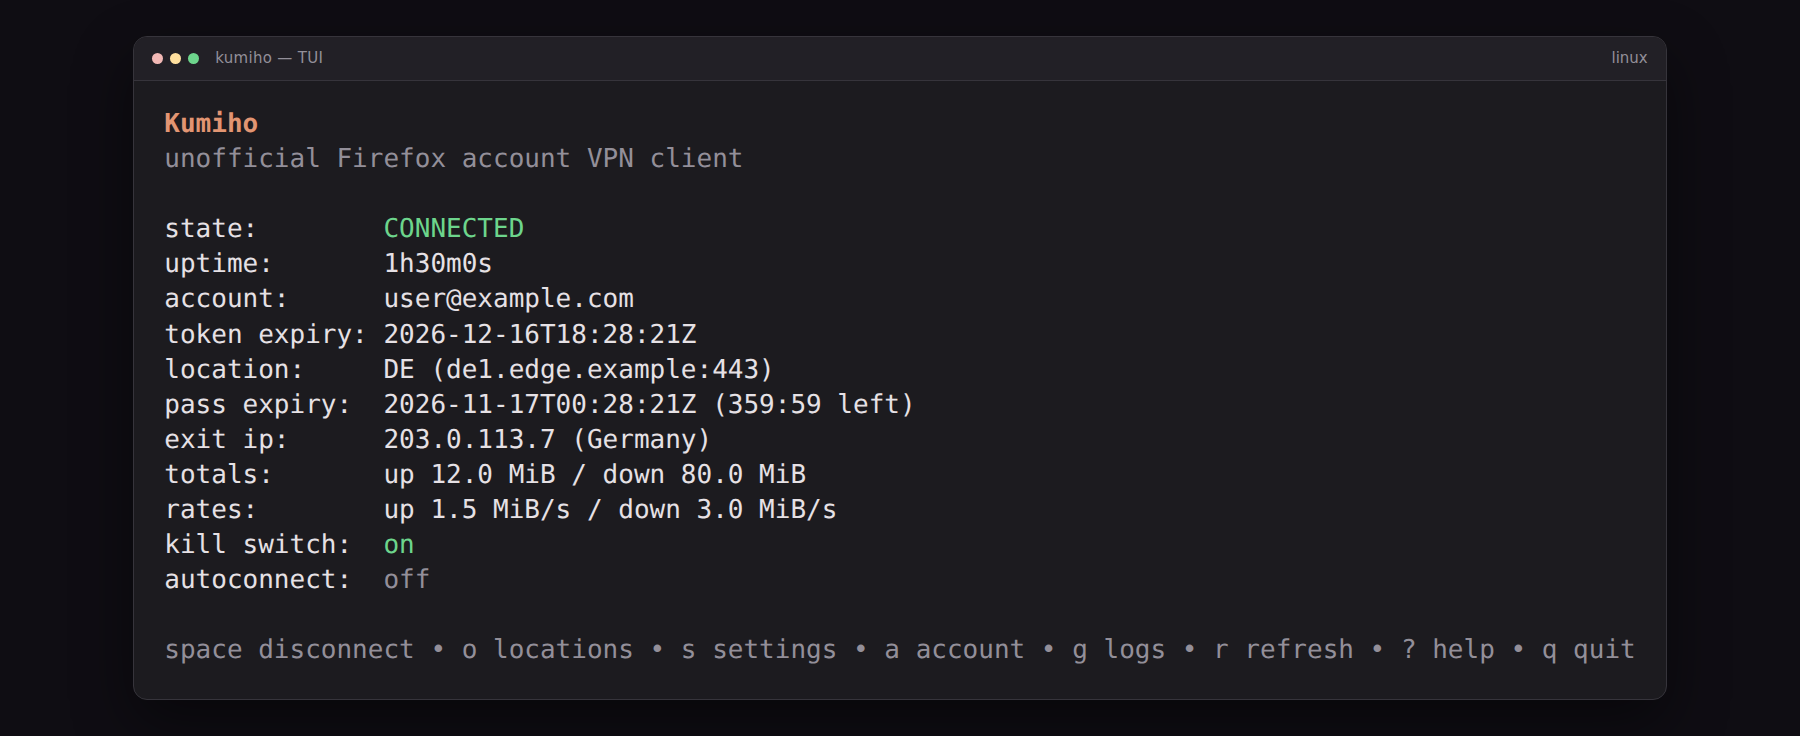 kumiho — TUI
linux
Kumiho
unofficial Firefox account VPN client
state: CONNECTED
uptime: 1h30m0s
account: user@example.com
token expiry: 2026-12-16T18:28:21Z
location: DE (de1.edge.example:443)
pass expiry: 2026-11-17T00:28:21Z (359:59 left)
exit ip: 203.0.113.7 (Germany)
totals: up 12.0 MiB / down 80.0 MiB
rates: up 1.5 MiB/s / down 3.0 MiB/s
kill switch: on
autoconnect: off
space disconnect • o locations • s settings • a account • g logs • r refresh • ? help • q quit